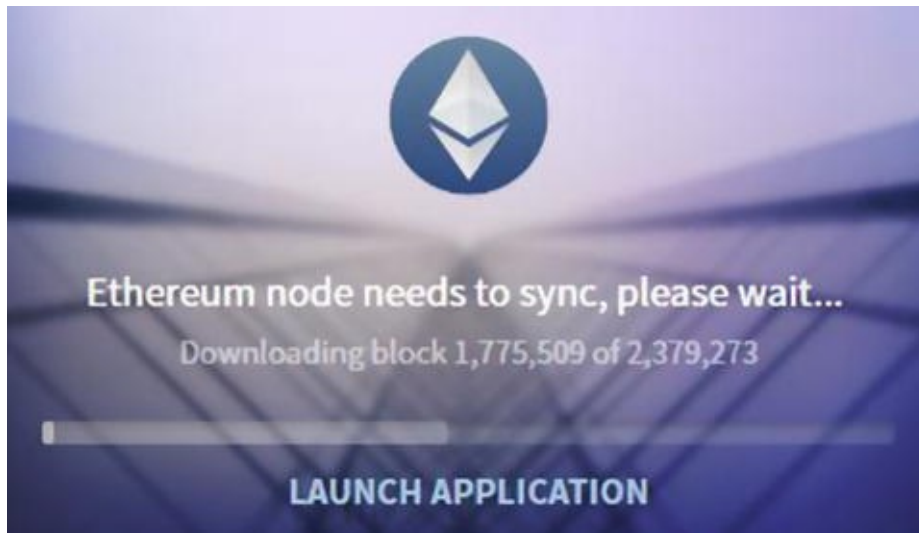 Ethereum node needs to sync, please wait...
Downloading block 1,775,509 of 2,379,273
LAUNCH APPLICATION